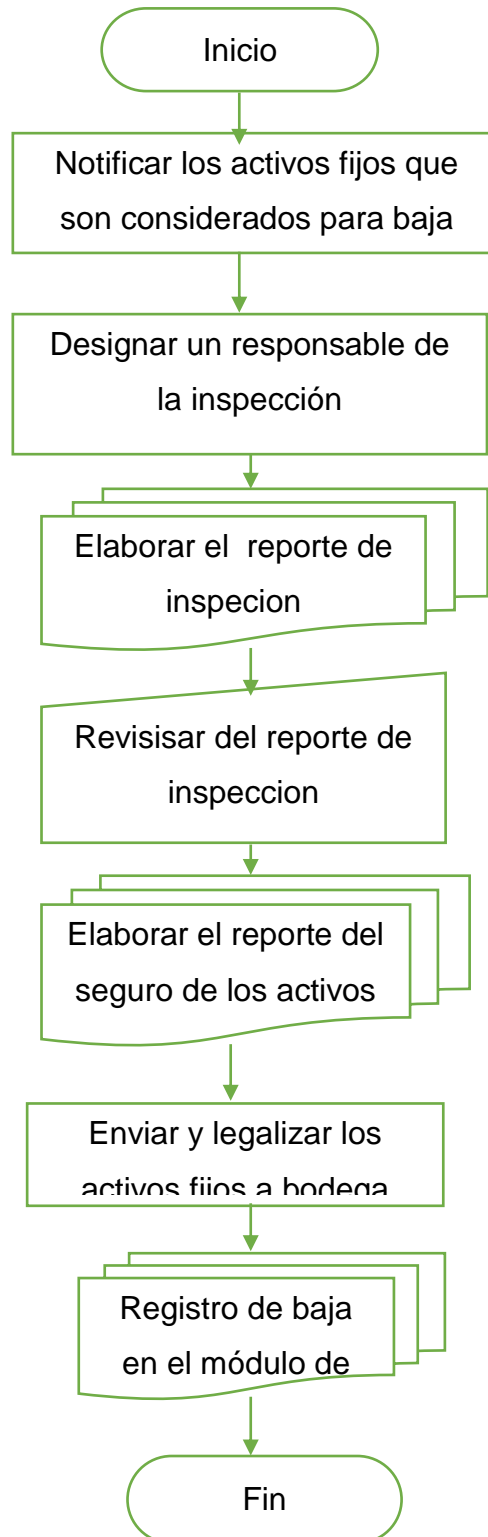 Inicio
Notificar los activos fijos que
son considerados para baja
Designar un responsable de
la inspección
Elaborar el reporte de
inspecion
Revisisar del reporte de
inspeccion
Elaborar el reporte del
seguro de los activos
Enviar y legalizar los
activos fijos a bodega
Registro de baja
en el módulo de
Fin